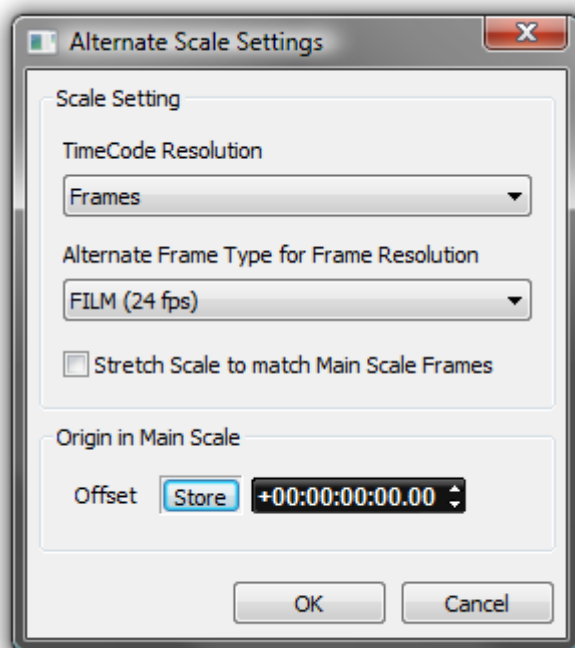 Alternate Scale Settings
Scale Setting
TimeCode Resolution
Frames
Alternate Frame Type for Frame Resolution
FILM (24 fps)
Stretch Scale to match Main Scale Frames
Origin in Main Scale
Offset Store +00:00:00:00.00
OK Cancel